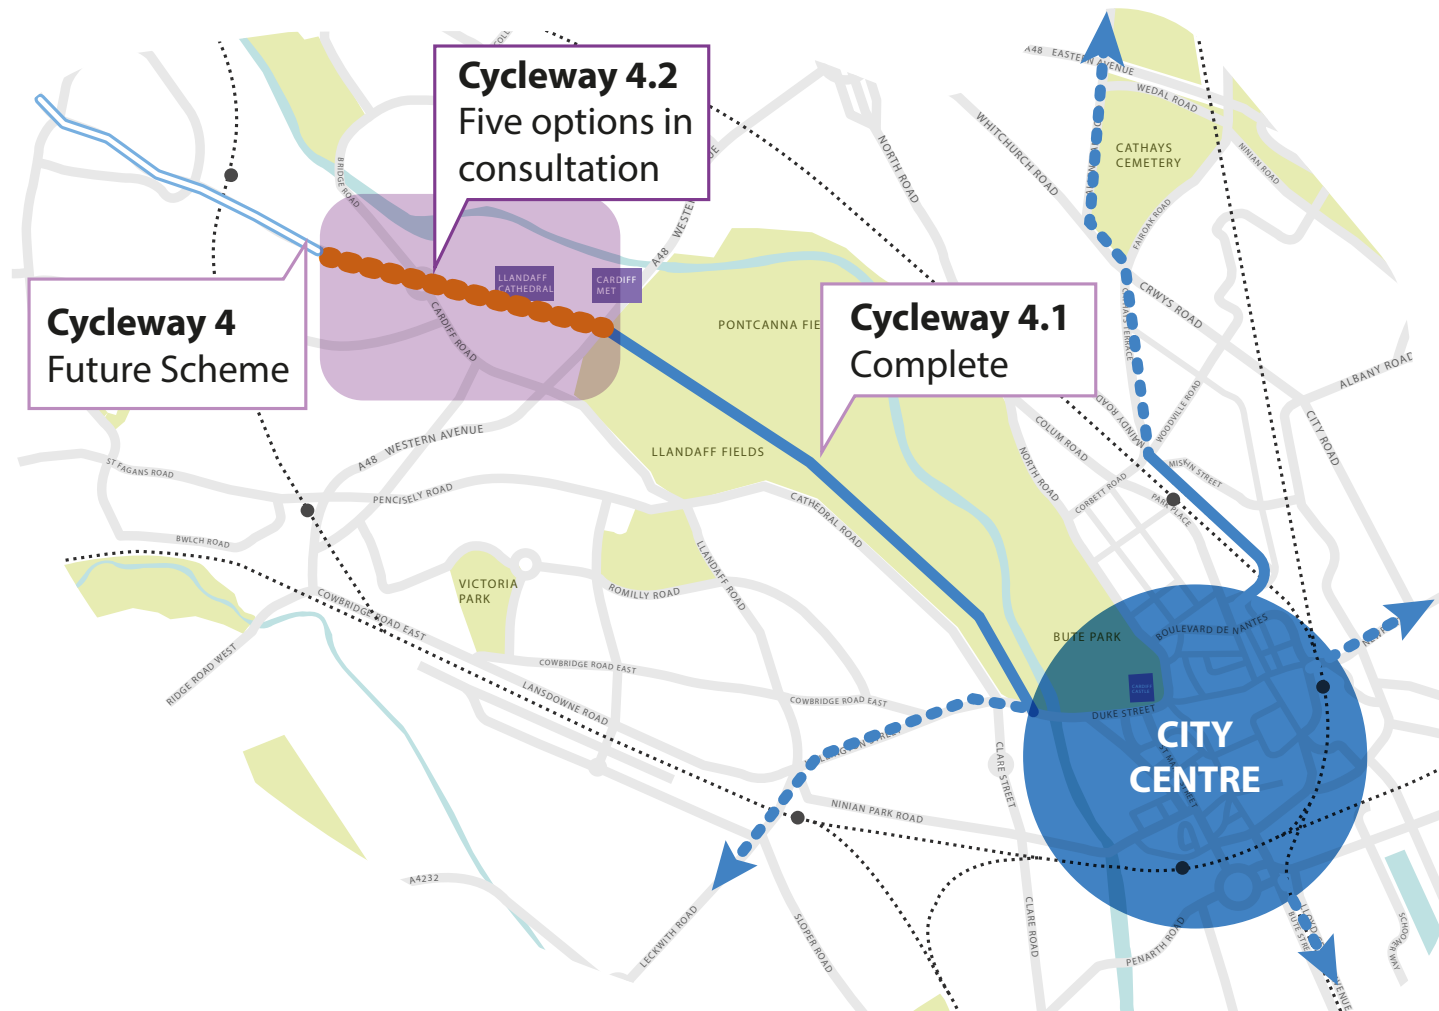 Cycleway 4.2
Five options in
consultation
Cycleway 4
Future Scheme
Cycleway 4.1
Complete
CITY
CENTRE
A48 EASTERN AVENUE
WEDAL ROAD
CATHAYS
CEMETERY
NINIAN ROAD
WHITCHURCH ROAD
NORTH ROAD
FAIROAK ROAD
BRIDGE ROAD
A48
LLANDAFF
CATHEDRAL
CARDIFF
MET
CARDIFF ROAD
PONTCANNA FIE
CRWYS ROAD
ALBANY ROAD
CITY ROAD
WOODVILLE ROAD
COLUM ROAD
MISKIN STREET
CORBETT ROAD
PARK PLACE
NORTH ROAD
A48 WESTERN AVENUE
LLANDAFF FIELDS
CATHEDRAL ROAD
ST FAGANS ROAD
PENCISELY ROAD
BWLCH ROAD
LLANDAFF ROAD
VICTORIA
PARK
ROMILLY ROAD
COWBRIDGE ROAD EAST
COWBRIDGE ROAD EAST
COWBRIDGE ROAD EAST
RIDGE ROAD WEST
LANSDOWNE ROAD
BUTE PARK
BOULEVARD DE NANTES
CARDIFF
CASTLE
DUKE STREET
CLARE STREET
NINIAN PARK ROAD
A4232
LECKWITH ROAD
SLOPER ROAD
CLARE ROAD
PENARTH ROAD
SCHOONER WAY